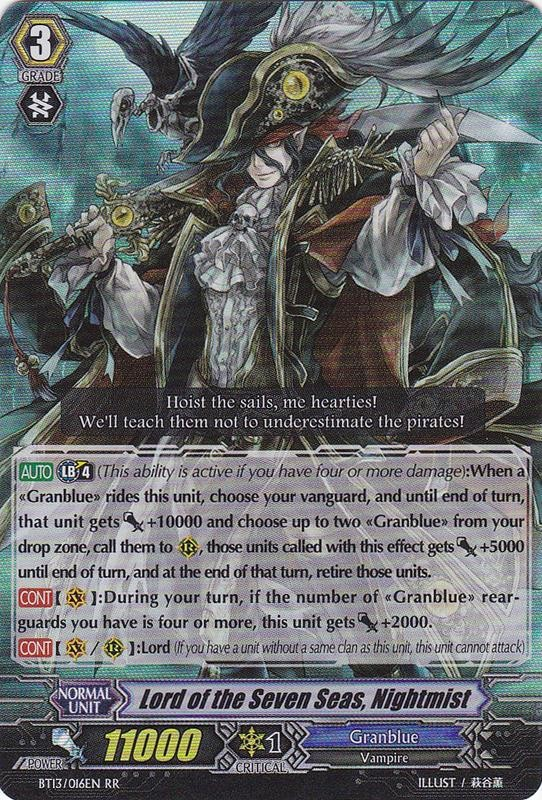 3
GRADE
Hoist the sails, me hearties!
We'll teach them not to underestimate the pirates!
AUTO LB 4 (This ability is active if you have four or more damage):When a
«Granblue» rides this unit, choose your vanguard, and until end of turn,
that unit gets +10000 and choose up to two «Granblue» from your
drop zone, call them to R, those units called with this effect gets +5000
until end of turn, and at the end of that turn, retire those units.
CONT [ V ]:During your turn, if the number of «Granblue» rear-
guards you have is four or more, this unit gets +2000.
CONT [ V / R ]:Lord (If you have a unit without a same clan as this unit, this unit cannot attack)
NORMAL
UNIT
Lord of the Seven Seas, Nightmist
POWER
11000
1
CRITICAL
Granblue
Vampire
BT13/016EN RR
ILLUST / 萩谷薫